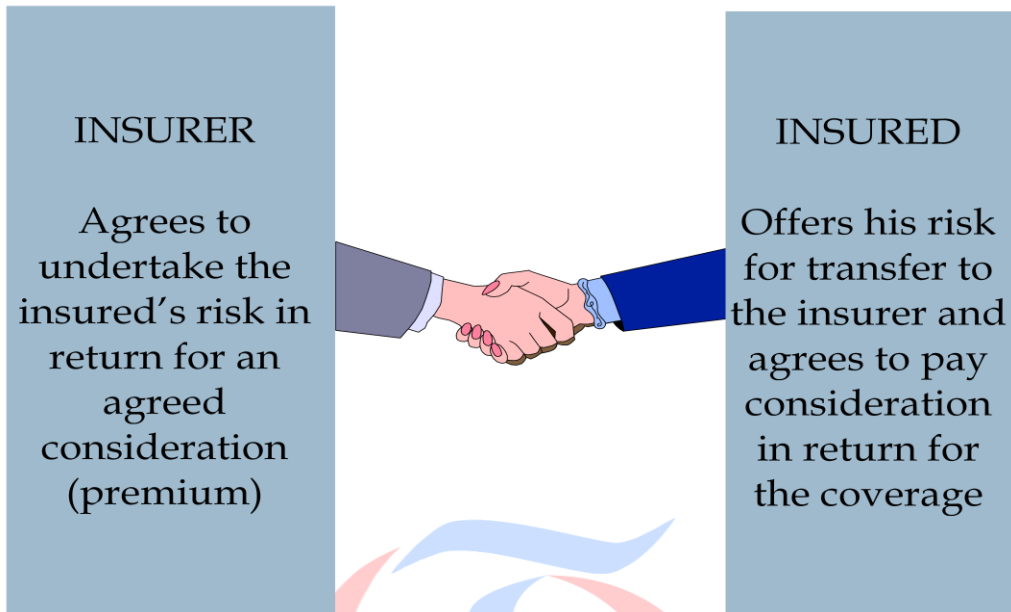 INSURER
Agrees to
undertake the
insured’s risk in
return for an
agreed
consideration
(premium)
INSURED
Offers his risk
for transfer to
the insurer and
agrees to pay
consideration
in return for
the coverage